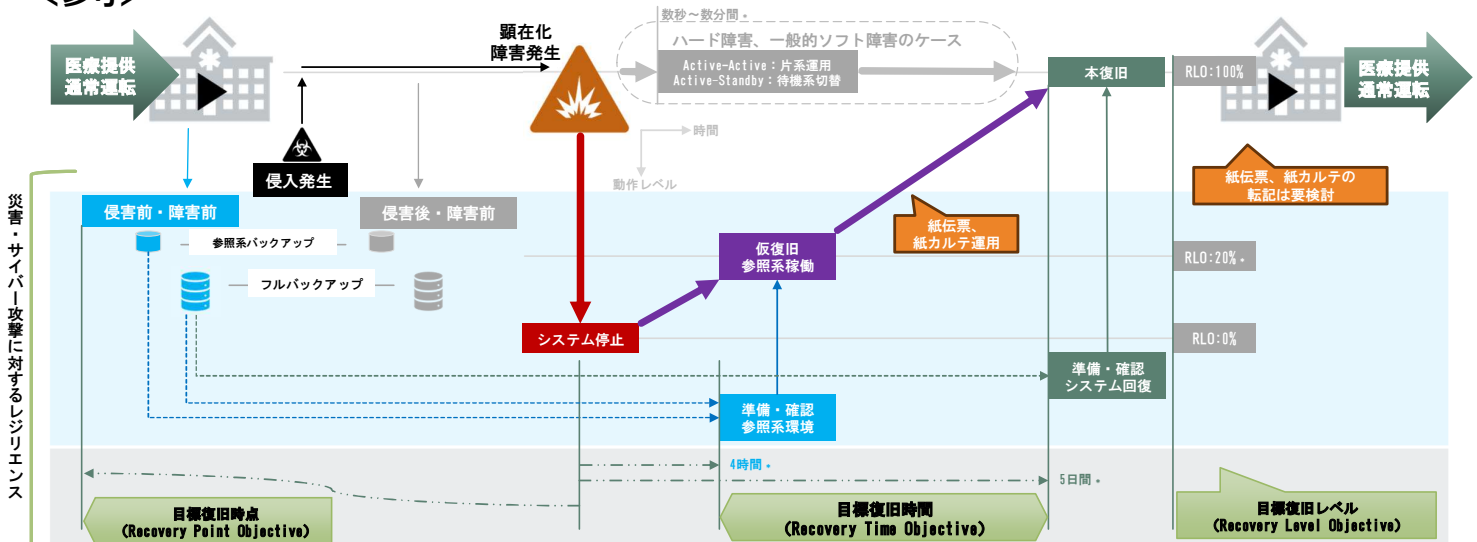 <参考>
数秒～数分間*
顕在化
障害発生
ハード障害、一般的ソフト障害のケース
医療提供
通常運転
Active-Active：片系運用
Active-Standby：待機系切替
本復旧
RLO:100%
医療提供
通常運転
時間
動作レベル
侵入発生
紙伝票、紙カルテの
転記は要検討
災害・サイバー攻撃に対するレジリエンス
侵害前・障害前
侵害後・障害前
紙伝票、
紙カルテ運用
参照系バックアップ
仮復旧
参照系稼働
RLO:20%*
フルバックアップ
システム停止
RLO:0%
準備・確認
システム回復
準備・確認
参照系環境
4時間*
5日間*
目標復旧時点
(Recovery Point Objective)
目標復旧時間
(Recovery Time Objective)
目標復旧レベル
(Recovery Level Objective)